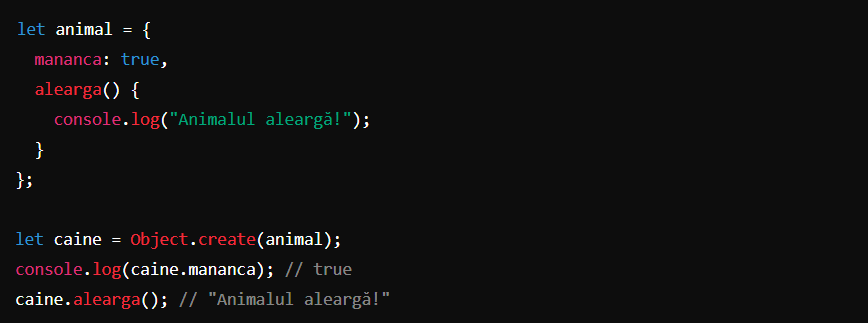 let animal = {
  mananca: true,
  alearga() {
    console.log("Animalul aleargă!");
  }
};

let caine = Object.create(animal);
console.log(caine.mananca); // true
caine.alearga(); // "Animalul aleargă!"